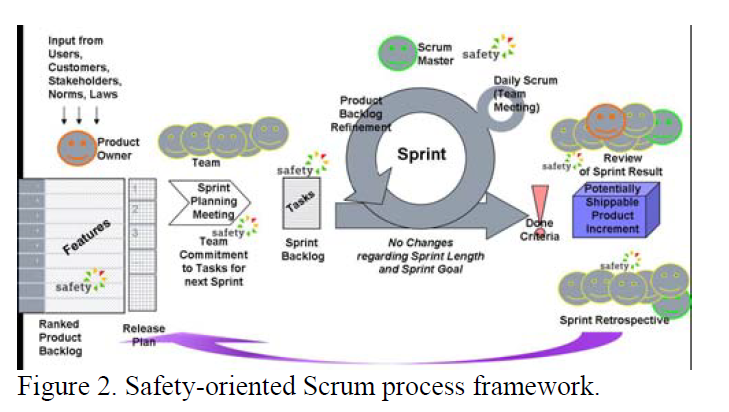 Input from
Users,
Customers,
Stakeholders,
Norms, Laws
Product
Owner
Team
Scrum
Master
safety
Daily Scrum
(Team
Meeting)
Product
Backlog
Refinement
Sprint
safety
Review
of Sprint Result
Features
safety
1
2
3
Sprint
Planning
Meeting
safety
Team
Commitment
to Tasks for
next Sprint
safety
Tasks
Sprint
Backlog
No Changes
regarding Sprint Length
and Sprint Goal
Done
Criteria
Potentially
Shippable
Product
Increment
safety
Sprint Retrospective
Ranked
Product
Backlog
Release
Plan
Figure 2. Safety-oriented Scrum process framework.